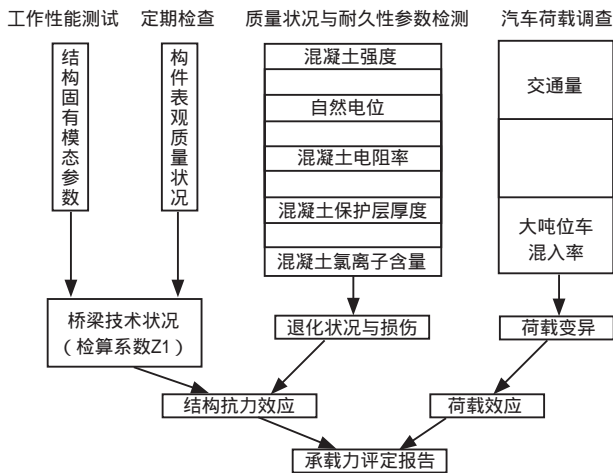 工作性能测试
定期检查
质量状况与耐久性参数检测
汽车荷载调查
结构固有模态参数
构件表观质量状况
混凝土强度
自然电位
混凝土电阻率
混凝土保护层厚度
混凝土氯离子含量
交通量
大吨位车
混入率
桥梁技术状况
(检算系数Z1)
退化状况与损伤
荷载变异
结构抗力效应
荷载效应
承载力评定报告